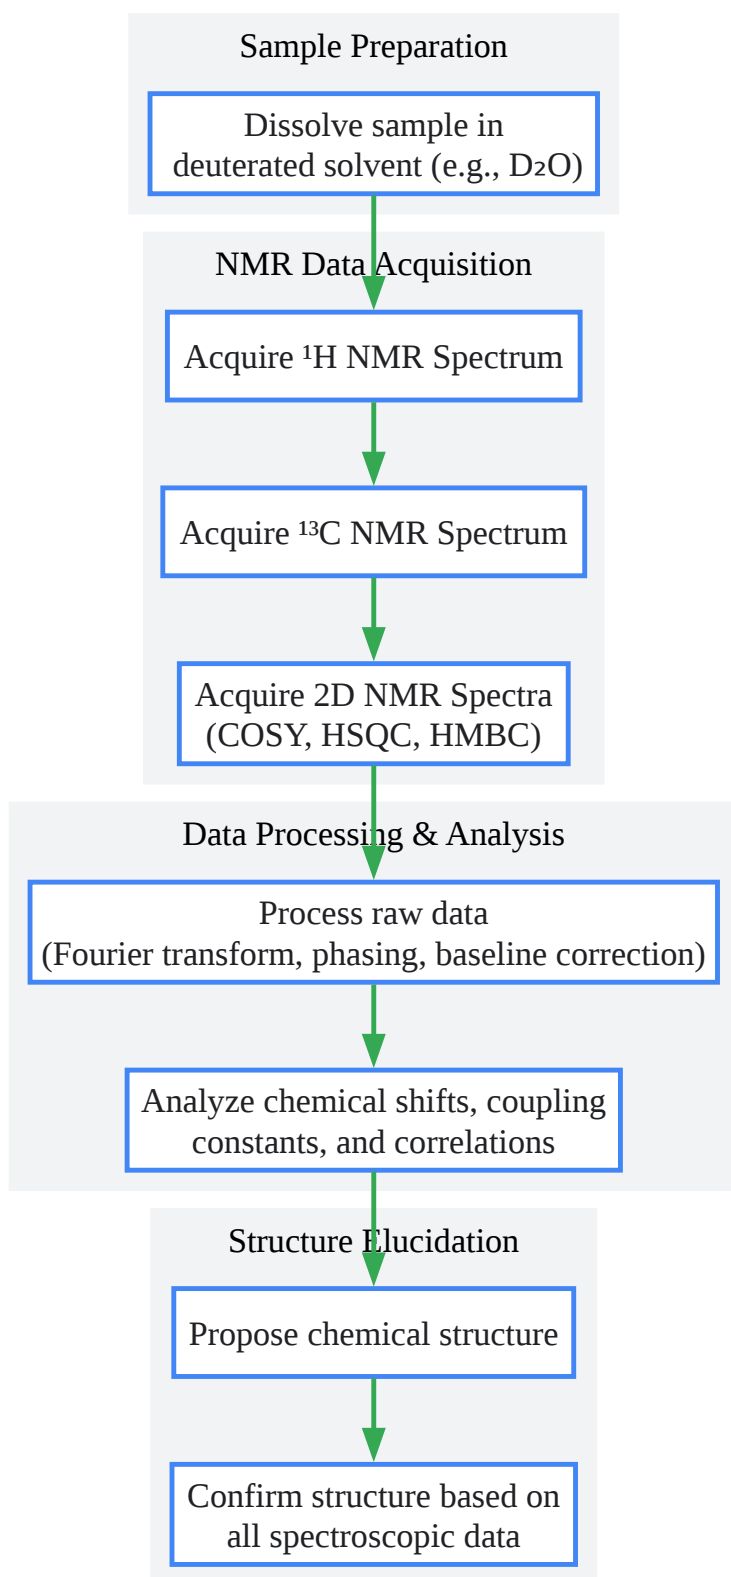 Sample Preparation
Dissolve sample in
deuterated solvent (e.g., D₂O)
NMR Data Acquisition
Acquire ¹H NMR Spectrum
Acquire ¹³C NMR Spectrum
Acquire 2D NMR Spectra
(COSY, HSQC, HMBC)
Data Processing & Analysis
Process raw data
(Fourier transform, phasing, baseline correction)
Analyze chemical shifts, coupling
constants, and correlations
Structure Elucidation
Propose chemical structure
Confirm structure based on
all spectroscopic data